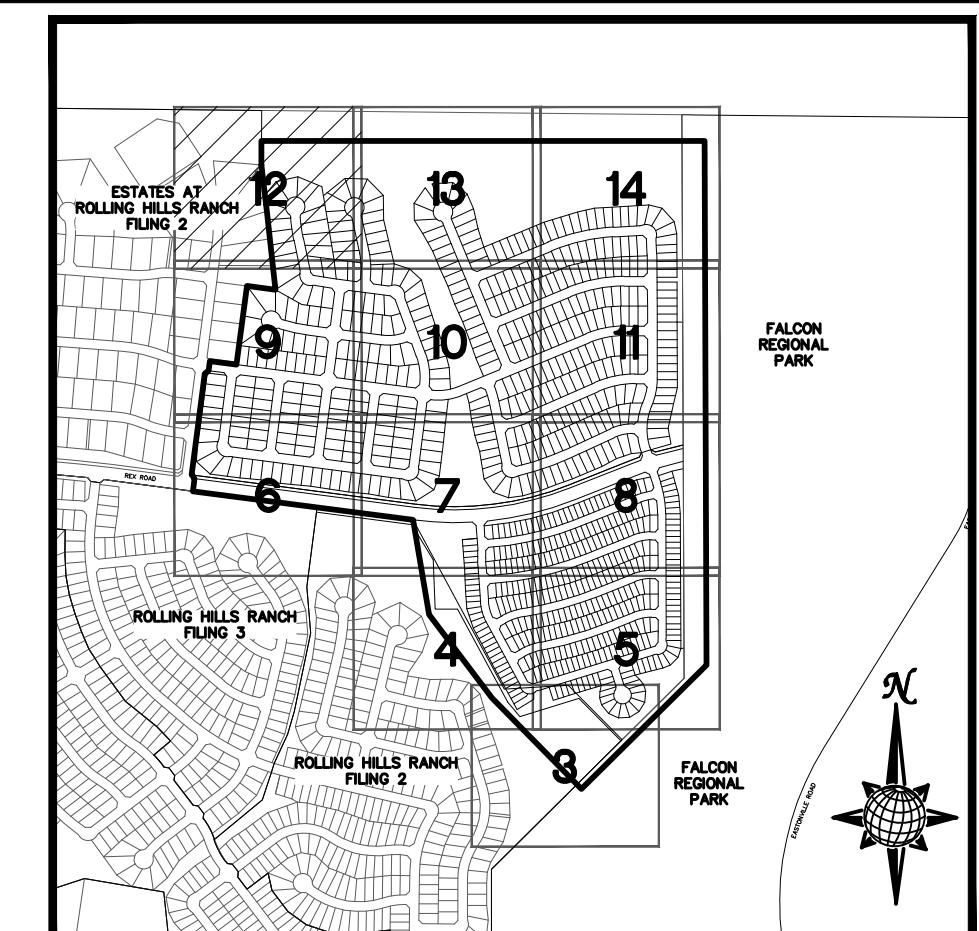 12
13
14
ESTATES AT
ROLLING HILLS RANCH
FILING 2
9
10
11
FALCON
REGIONAL
PARK
REX ROAD
6
7
8
ROLLING HILLS RANCH
FILING 3
4
5
N
ROLLING HILLS RANCH
FILING 2
3
FALCON
REGIONAL
PARK
EASTONVILLE ROAD